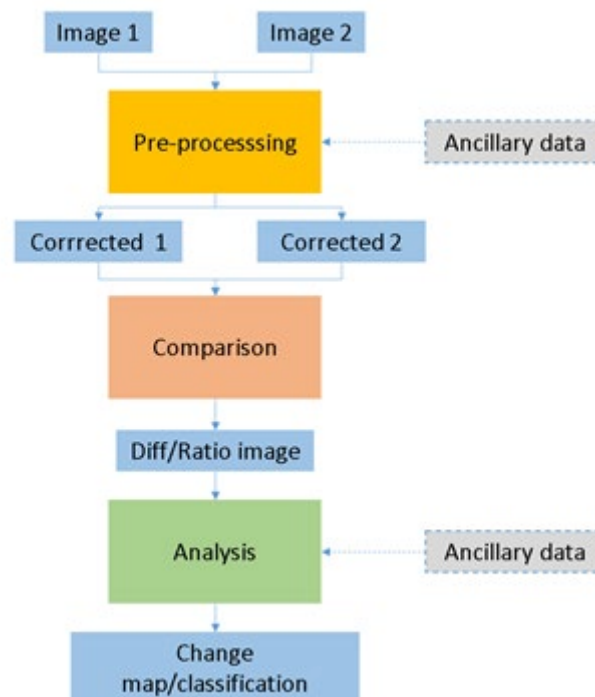 Image 1
Image 2
Pre-processsing
Ancillary data
Corrrected 1
Corrected 2
Comparison
Diff/Ratio image
Analysis
Ancillary data
Change
map/classification